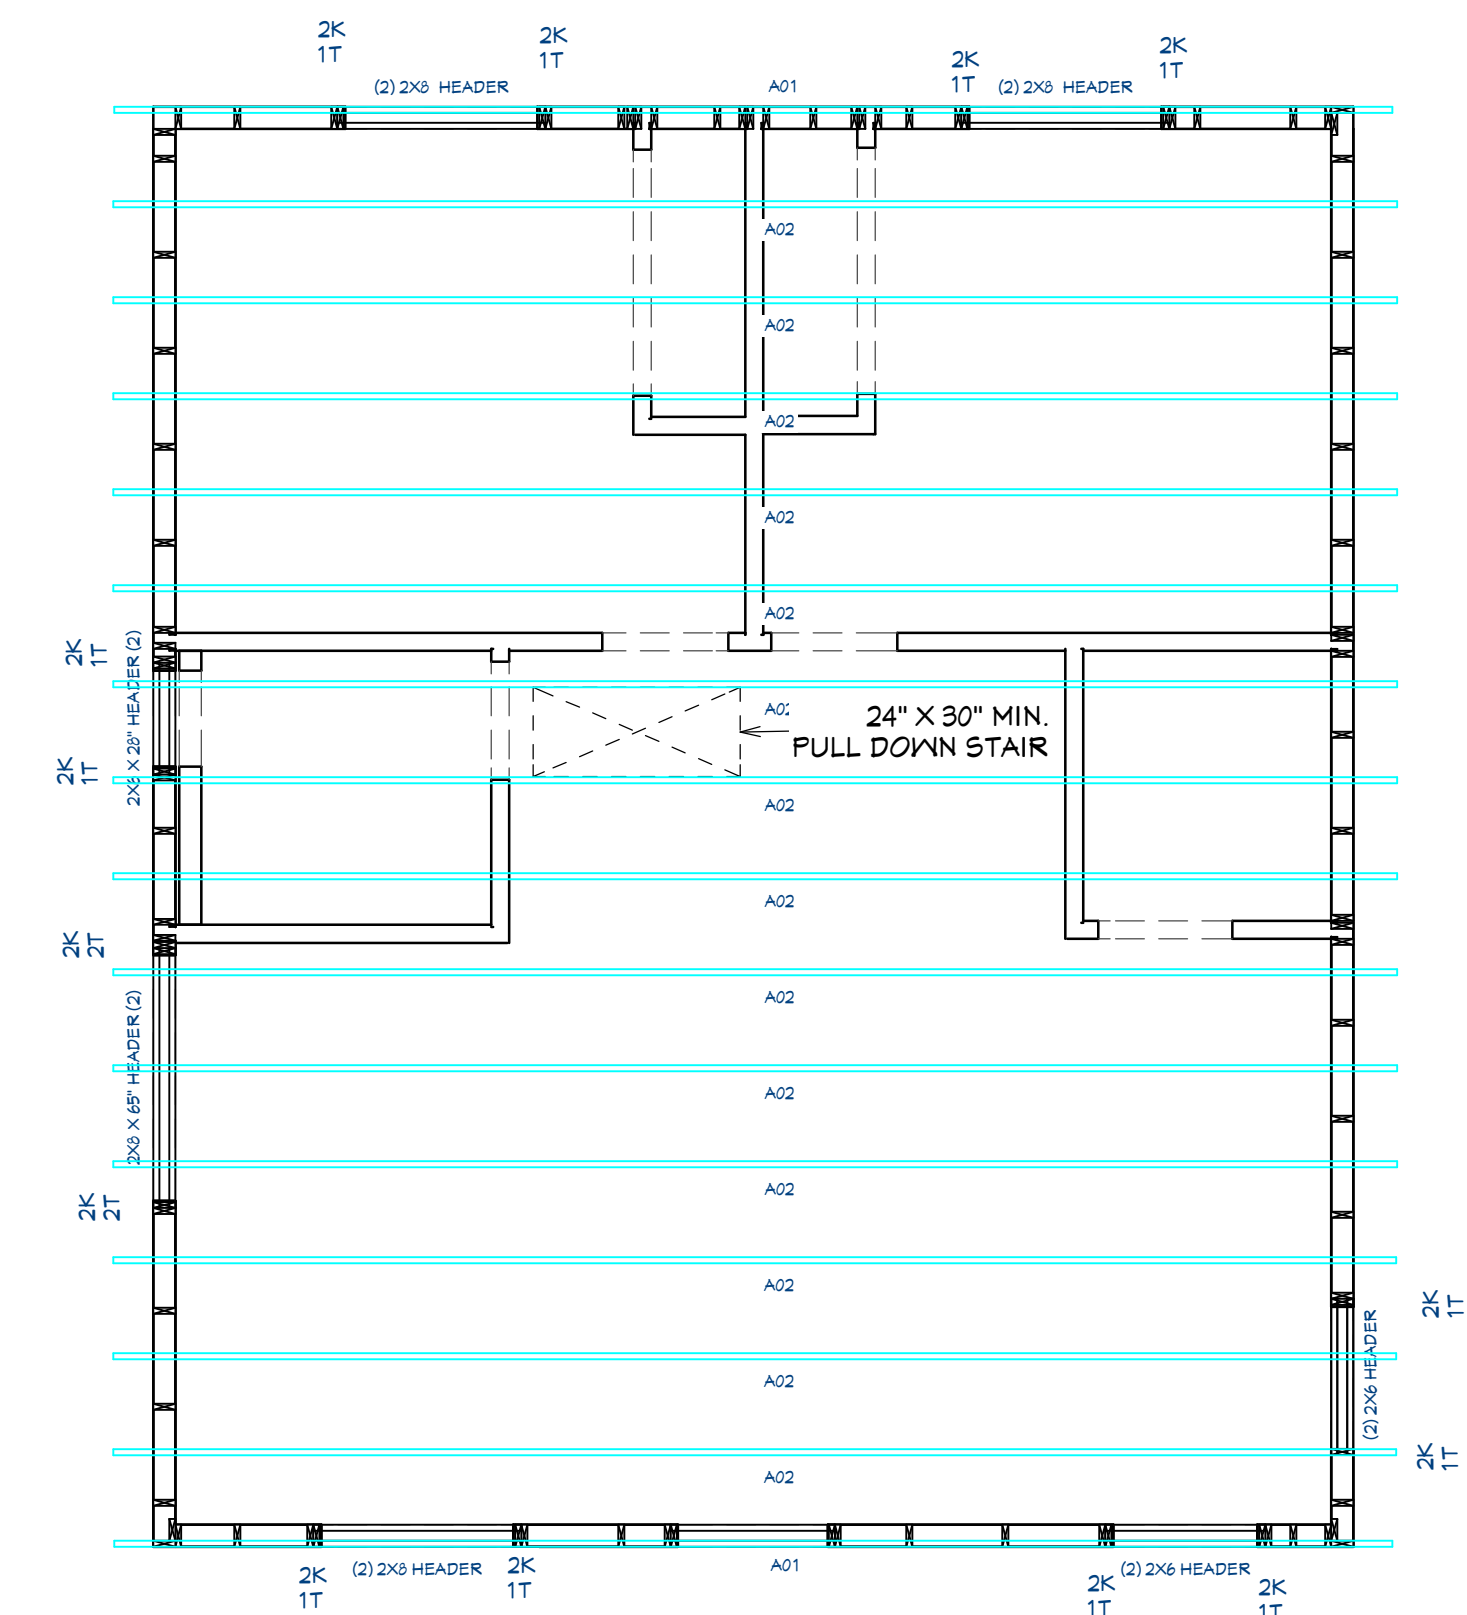 2K
1T
2K
1T
2K
1T
2K
1T
(2) 2X8 HEADER
A01
(2) 2X8 HEADER
A02
A02
A02
A02
A02
2K
1T
2X6 X 28" HEADER (2)
A02
24" X 30" MIN.
PULL DOWN STAIR
2K
1T
A02
A02
2K
2T
A02
2X8 X 65" HEADER (2)
A02
A02
2K
2T
A02
2K
1T
(2) 2X6 HEADER
A02
2K
1T
A02
(2) 2X8 HEADER
A01
(2) 2X6 HEADER
2K
1T
2K
1T
2K
1T
2K
1T